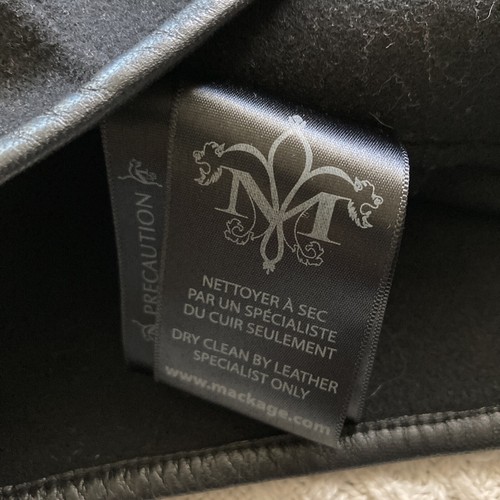 M
NETTOYER À SEC
PAR UN SPÉCIALISTE
DU CUIR SEULEMENT
DRY CLEAN BY LEATHER
SPECIALIST ONLY
www.mackage.com
PRECAUTION